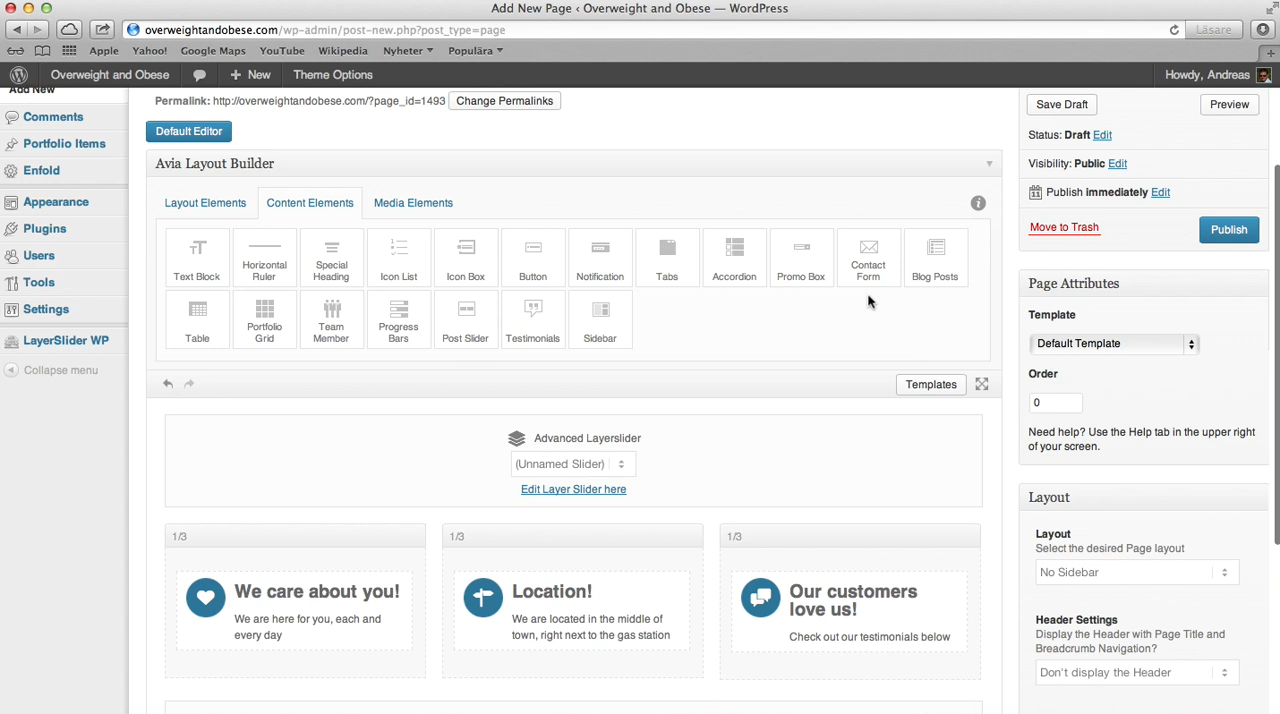 Add New Page ‹ Overweight and Obese — WordPress
overweightandobese.com/wp-admin/post-new.php?post_type=page
Läsare
Apple Yahoo! Google Maps YouTube Wikipedia Nyheter Populära
Overweight and Obese
+ New
Theme Options
Howdy, Andreas
Add New
Comments
Portfolio Items
Enfold
Appearance
Plugins
Users
Tools
Settings
LayerSlider WP
Collapse menu
Permalink: http://overweightandobese.com/?page_id=1493 Change Permalinks
Default Editor
Avia Layout Builder
Layout Elements Content Elements Media Elements
Text Block
Horizontal
Ruler
Special
Heading
Icon List
Icon Box
Button
Notification
Tabs
Accordion
Promo Box
Contact
Form
Blog Posts
Table
Portfolio
Grid
Team
Member
Progress
Bars
Post Slider
Testimonials
Sidebar
Templates
Advanced Layerslider
(Unnamed Slider)
Edit Layer Slider here
1/3
We care about you!
We are here for you, each and
every day
1/3
Location!
We are located in the middle of
town, right next to the gas station
1/3
Our customers
love us!
Check out our testimonials below
Save Draft Preview
Status: Draft Edit
Visibility: Public Edit
11 Publish immediately Edit
Move to Trash Publish
Page Attributes
Template
Default Template
Order
0
Need help? Use the Help tab in the upper right
of your screen.
Layout
Layout
Select the desired Page layout
No Sidebar
Header Settings
Display the Header with Page Title and
Breadcrumb Navigation?
Don't display the Header